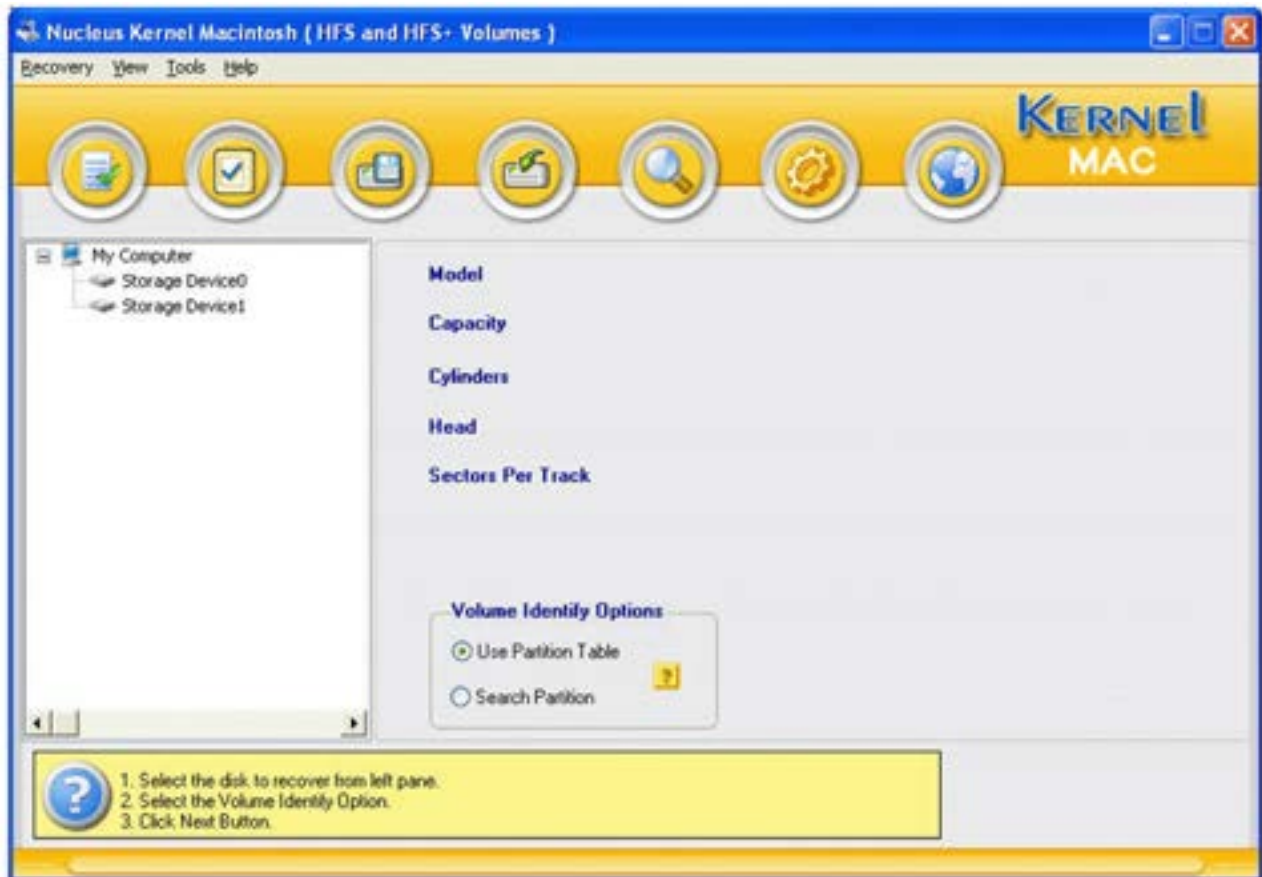 Nucleus Kernel Macintosh ( HFS and HFS+ Volumes )
Recovery View Tools Help
KERNEL
MAC
My Computer
Storage Device0
Storage Device1
Model
Capacity
Cylinders
Head
Sectors Per Track
Volume Identify Options
Use Partition Table
?
Search Partition
?
1. Select the disk to recover from left pane.
2. Select the Volume Identify Option.
3. Click Next Button.